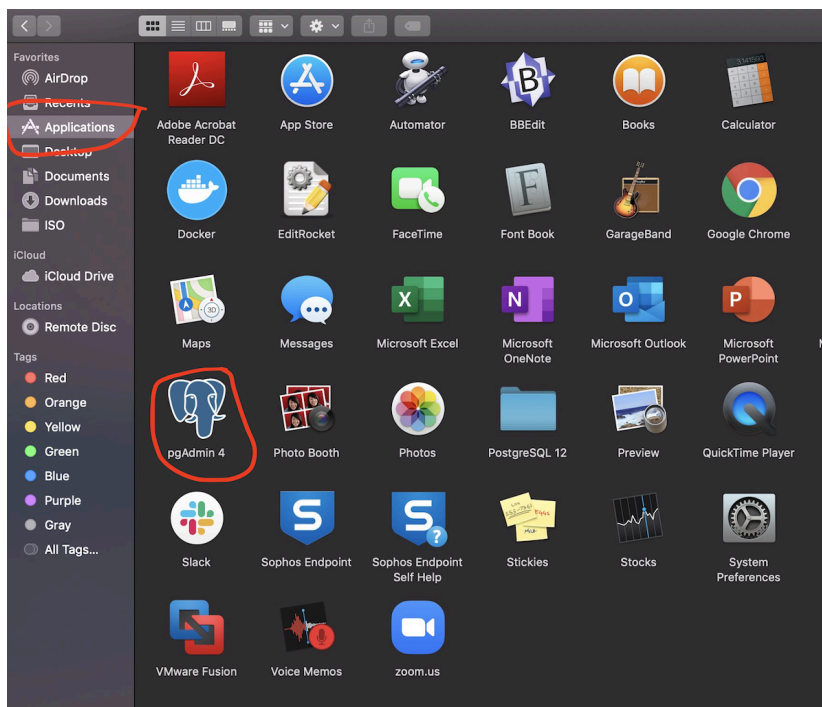 Favorites
AirDrop
Recents
Applications
Desktop
Documents
Downloads
ISO
iCloud
iCloud Drive
Locations
Remote Disc
Tags
Red
Orange
Yellow
Green
Blue
Purple
Gray
All Tags...
Adobe Acrobat
Reader DC
App Store
Automator
BBEdit
Books
Calculator
Docker
EditRocket
FaceTime
Font Book
GarageBand
Google Chrome
Maps
Messages
Microsoft Excel
Microsoft
OneNote
Microsoft Outlook
Microsoft
PowerPoint
pgAdmin 4
Photo Booth
Photos
PostgreSQL 12
Preview
QuickTime Player
Slack
Sophos Endpoint
Sophos Endpoint
Self Help
Stickies
Stocks
System
Preferences
VMware Fusion
Voice Memos
zoom.us